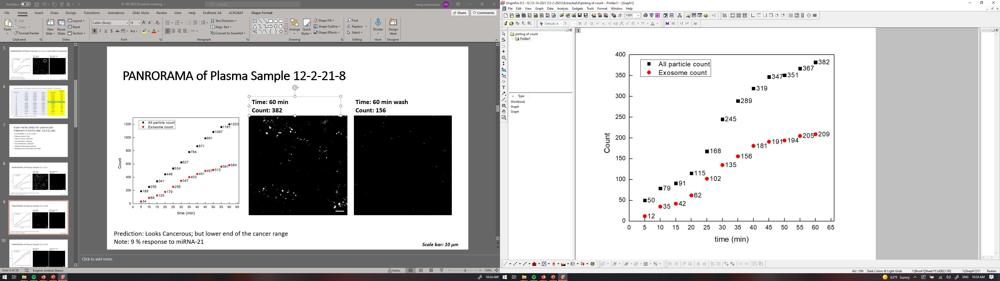 AutoSave Off
01-06-2022 Exosome meeting
Search
nareg ohannesian
NO
File Home Insert Draw Design Transitions Animations Slide Show Review View Help EndNote X8 ACROBAT Shape Format
Share Comments
Paste
Cut
Copy
Format Painter
Clipboard
New Slide
Reuse Slides
Layout
Reset
Section
Slides
Calibri (Body) 18
Font
Paragraph
Text Direction
Align Text
Convert to SmartArt
Arrange
Quick Styles
Shape Fill
Shape Outline
Shape Effects
Drawing
Find
Replace
Select
Editing
Dictate
Voice
Design Ideas
Designer
5
PANRORAMA of Plasma Sample 12-2-21-2 (13A before treatment)
6
Comparison of Plasma Particle Count After/Before Treatment
7
Experimental Details for plasma post
treatment 3 months later (12-2-21 set)
8
PANRORAMA of Plasma Sample 12-2-21-7
9
PANRORAMA of Plasma Sample 12-2-21-8
10
PANRORAMA of Plasma Sample 12-2-21-9
PANRORAMA of Plasma Sample 12-2-21-8
Time: 60 min
Count: 382
Time: 60 min wash
Count: 156
All particle count
Exosome count
Count
1200
1000
800
600
400
200
0
189 256 341 446 534 627 784 871 991 1087 1161 1203
34 89 125 179 256 347 403 451 497 512 561 584
0 5 10 15 20 25 30 35 40 45 50 55 60 65
time (min)
Prediction: Looks Cancerous; but lower end of the cancer range
Note: 9 % response to miRNA-21
Scale bar: 10 µm
Click to add notes
Slide 9 of 26
English (United States)
Notes
109%
10:24 AM
OriginPro 8.5 - G:\12-14-2021 (12-2-2021)\Extracted\8\ploting of count - /Folder1/ - [Graph1]
File Edit View Graph Data Analysis Gadgets Tools Format Window Help
100%
Default: A 0
ploting of count
Folder1
Type
Workbook
Graph
Graph
1
All particle count
Exosome count
Count
400
350
300
250
200
150
100
50
0
50 79 91 115 168 245 289 319 347 351 367 382
12 35 42 62 102 135 156 181 191 194 205 209
0 5 10 15 20 25 30 35 40 45 50 55 60 65
time (min)
AU : ON Dark Colors & Light Grids 1:[Book1]Sheet1!Col(B)[1:30] 1:[Graph1]1!1 Radian
63°F Sunny
ENG
10:24 AM